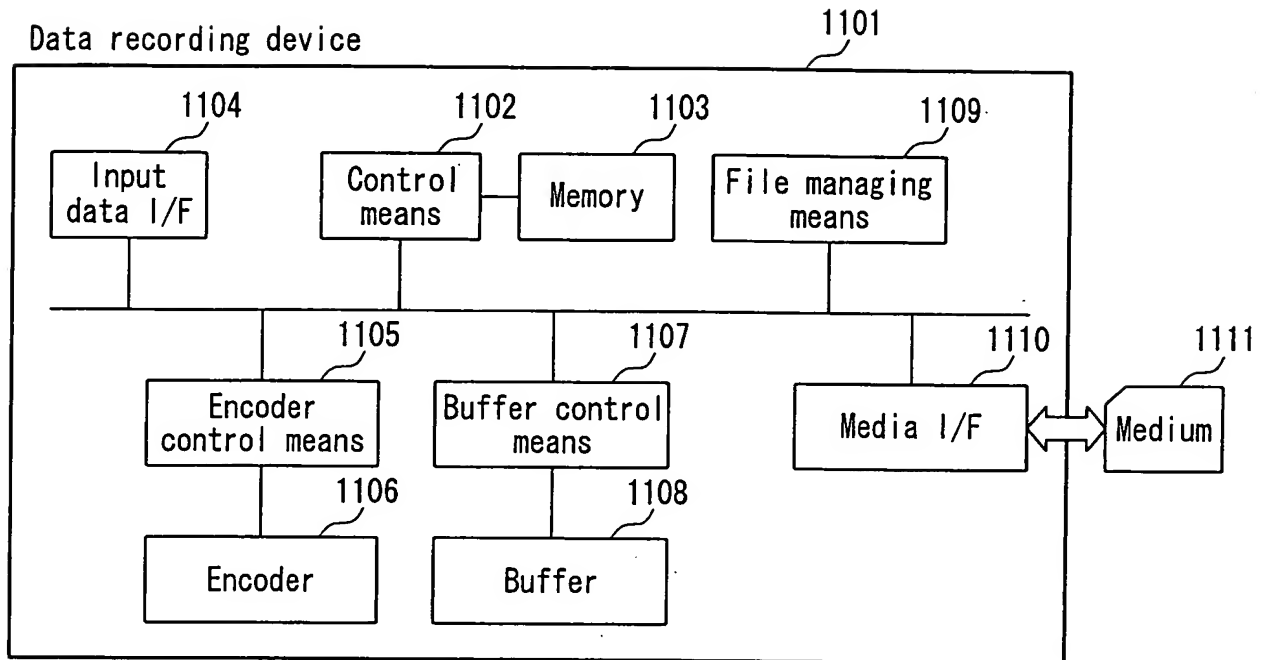 Data recording device
1101
1104
1102
1103
1109
Input
data I/F
Control
means
Memory
File managing
means
1105
1107
1110
1111
Encoder
control means
Buffer control
means
Media I/F
Medium
1106
1108
Encoder
Buffer